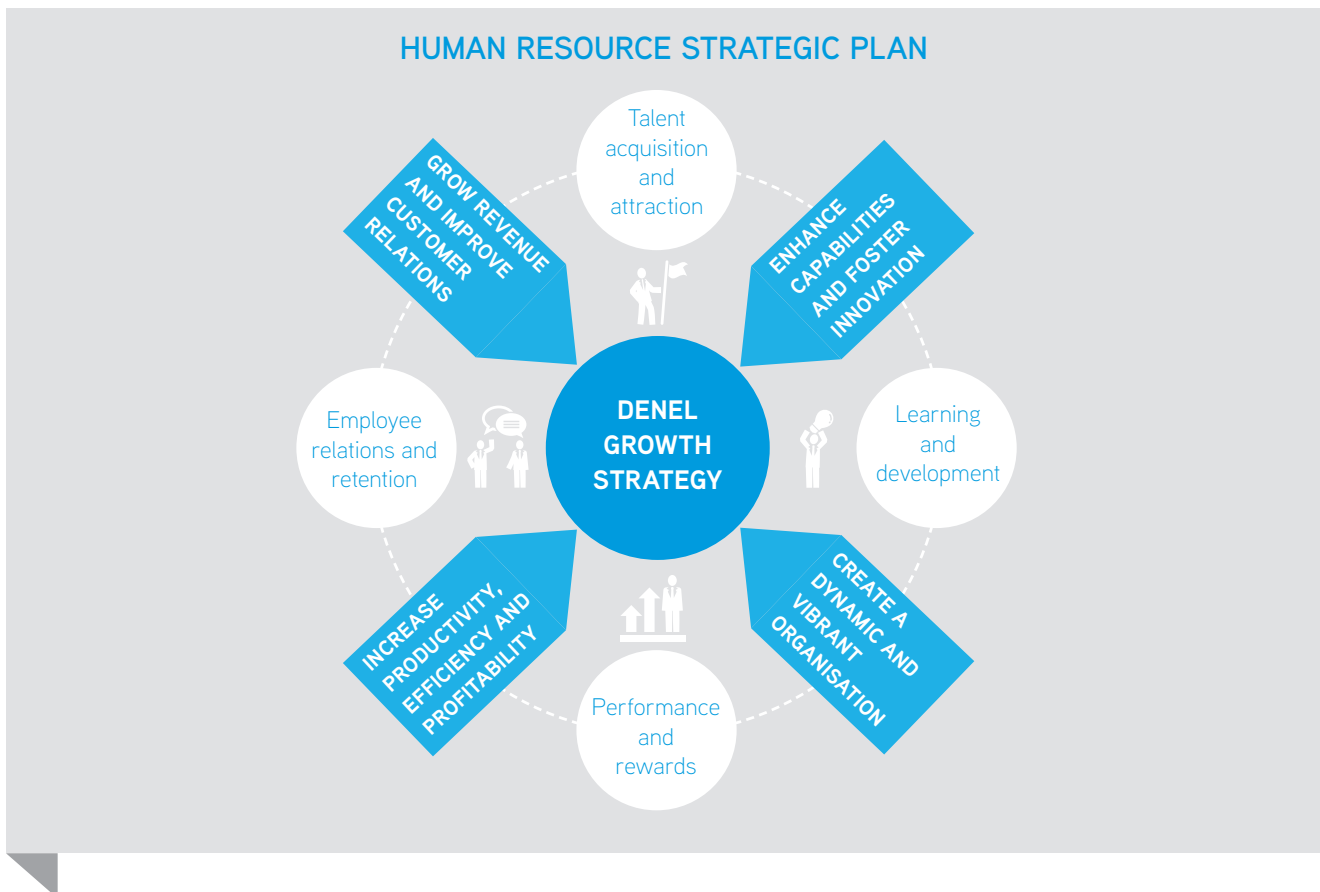 HUMAN RESOURCE STRATEGIC PLAN
Talent
acquisition
and
attraction
GROW REVENUE
AND IMPROVE
CUSTOMER
RELATIONS
ENHANCE
CAPABILITIES
AND FOSTER
INNOVATION
Employee
relations and
retention
DENEL
GROWTH
STRATEGY
Learning
and
development
INCREASE
PRODUCTIVITY,
EFFICIENCY AND
PROFITABILITY
CREATE A
DYNAMIC AND
VIBRANT
ORGANISATION
Performance
and
rewards